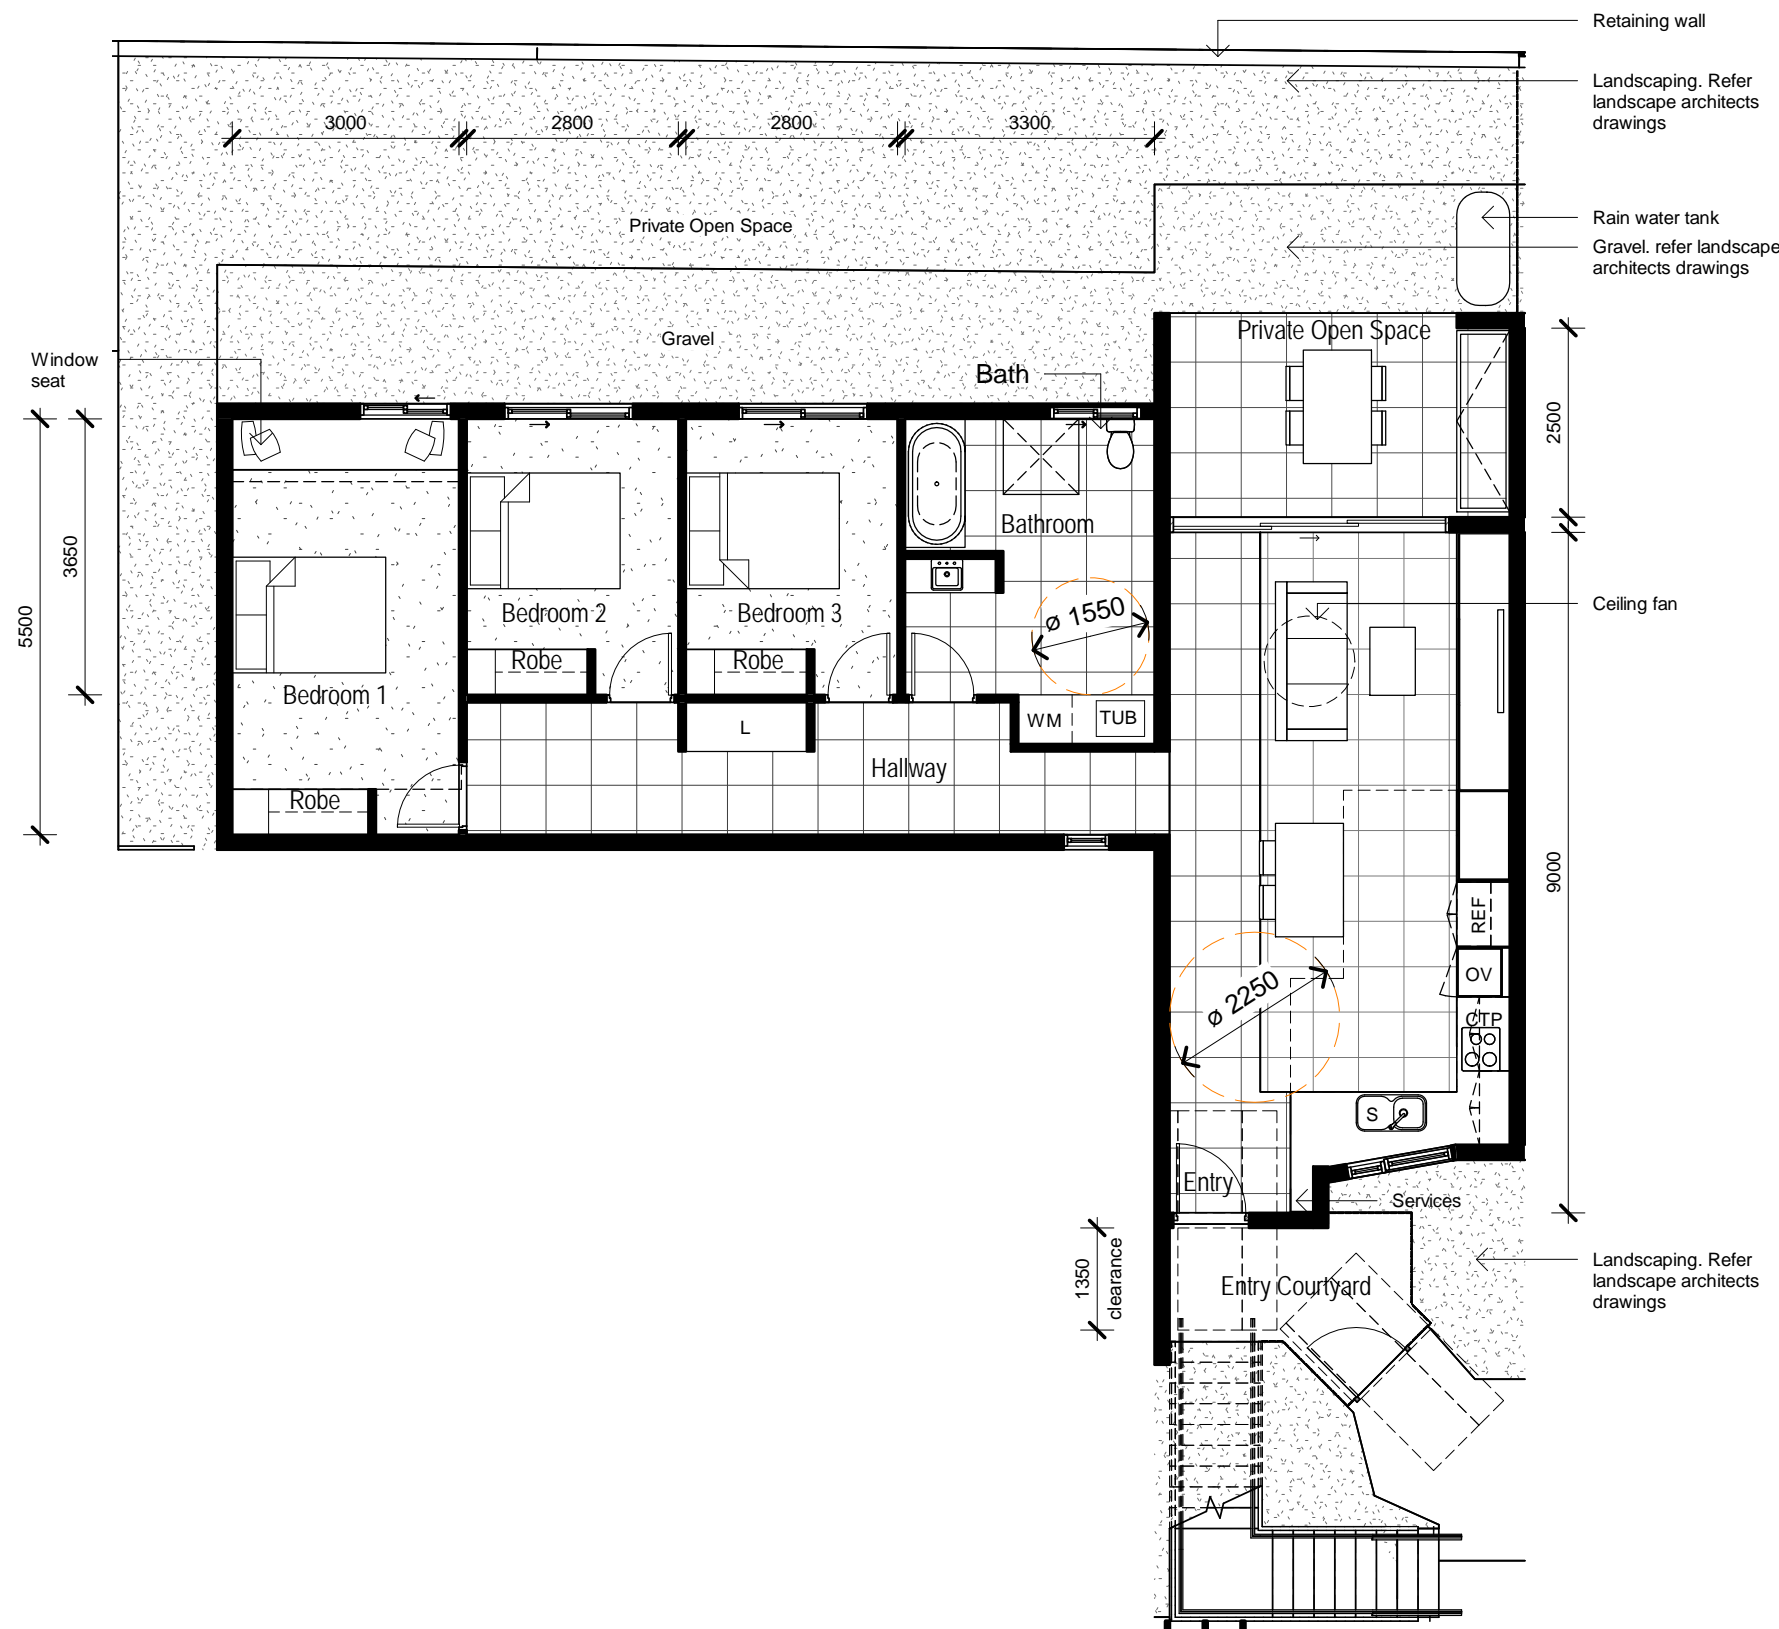 Retaining wall
Landscaping. Refer
landscape architects
drawings
3000
2800
2800
3300
Private Open Space
Rain water tank
Gravel. refer landscape
architects drawings
Private Open Space
Gravel
Window
seat
Bath
2500
Bathroom
3650
5500
Ceiling fan
ø 1550
Bedroom 2
Bedroom 3
Robe
Robe
Bedroom 1
WM
TUB
L
Hallway
Robe
9000
REF
OV
ø 2250
CTP
S
Entry
Services
1350
clearance
Entry Courtyard
Landscaping. Refer
landscape architects
drawings